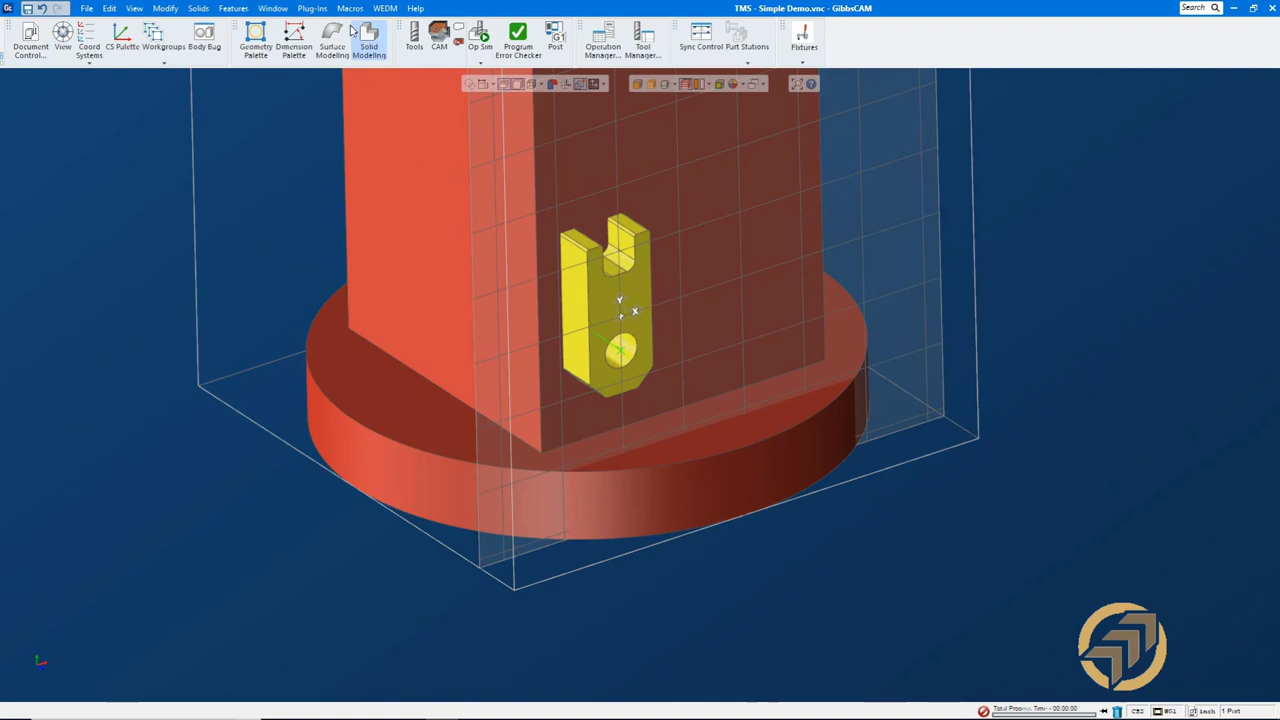 Gc File Edit View Modify Solids Features Window Plug-Ins Macros WEDM Help
TMS - Simple Demo.vnc - GibbsCAM
Search
Document Control...
View
Coord Systems
CS Palette
Workgroups
Body Bag
Geometry Palette
Dimension Palette
Surface Modeling
Solid Modeling
Tools
CAM
Op Sim
Program Error Checker
Post
Operation Manager...
Tool Manager...
Sync Control
Part Stations
Fixtures
Y
X
Total Process Time - 00:00:00
WG1
inch
1 Part